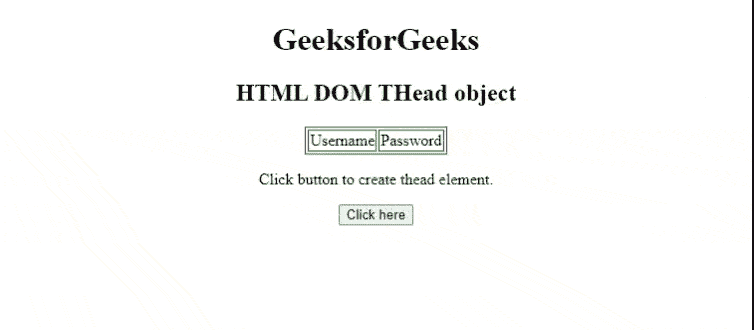 GeeksforGeeks
HTML DOM THead object
Username Password
Click button to create thead element.
Click here